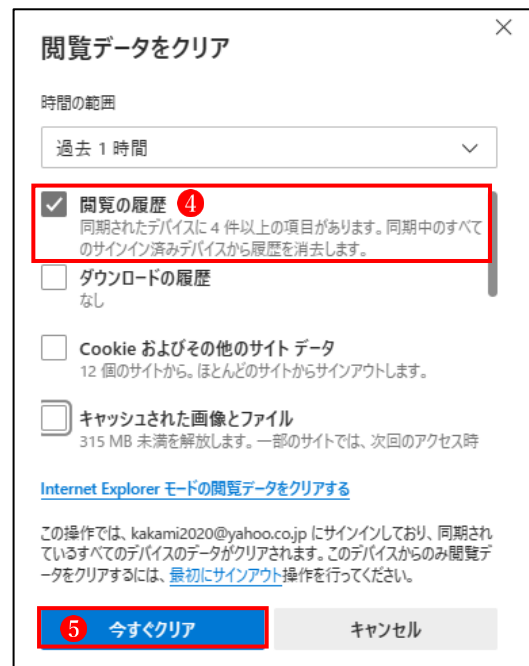 閲覧データをクリア
時間の範囲
過去 1 時間
閲覧の履歴 4
同期されたデバイスに 4 件以上の項目があります。同期中のすべて
のサインイン済みデバイスから履歴を消去します。
ダウンロードの履歴
なし
Cookie およびその他のサイト データ
12 個のサイトから。ほとんどのサイトからサインアウトします。
キャッシュされた画像とファイル
315 MB 未満を解放します。一部のサイトでは、次回のアクセス時
Internet Explorer モードの閲覧データをクリアする
この操作では、kakami2020@yahoo.co.jp にサインインしており、同期され
ているすべてのデバイスのデータがクリアされます。このデバイスからのみ閲覧デ
ータをクリアするには、最初にサインアウト操作を行ってください。
5 今すぐクリア
キャンセル